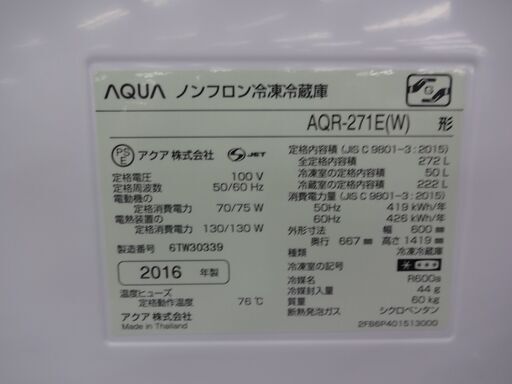 AQUA ノンフロン冷凍冷蔵庫
G
AQR-271E(W) 形
PS E アクア株式会社 JET
定格電圧 100 V
定格周波数 50/60 Hz
電動機の
定格消費電力 70/75 W
電熱装置の
定格消費電力 130/130 W
製造番号 6TW30339
2016 年製
温度ヒューズ
定格動作温度 76℃
アクア株式会社
Made in Thailand
定格内容積 (JIS C 9801-3:2015)
全定格内容積 272 L
冷凍室の定格内容積 50 L
冷蔵室の定格内容積 222 L
消費電力量 (JIS C 9801-3:2015)
50Hz 419 kWh/年
60Hz 426 kWh/年
外形寸法 幅 600 mm
奥行 667 mm 高さ 1419 mm
種類 冷凍冷蔵庫
冷凍室の記号
冷媒名 R600a
冷媒封入量 44 g
質量 60 kg
断熱発泡ガス シクロペンタン
2FB6P401513000